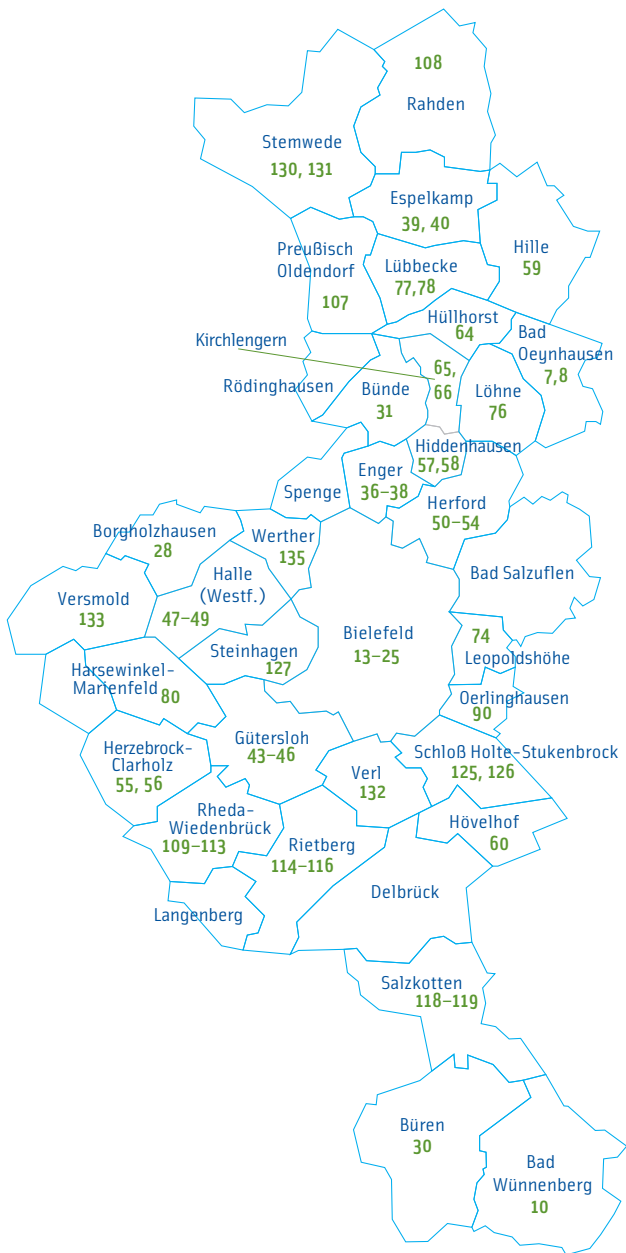 108
Rahden
Stemwede
130, 131
Espelkamp
39, 40
Preußisch
Oldendorf
107
Lübbecke
77,78
Hille
59
Hüllhorst
64
Bad
Oeynhausen
7,8
Kirchlengern
65,
66
Rödinghausen
Bünde
31
Löhne
76
Hiddenhausen
57,58
Enger
36–38
Spenge
Herford
50–54
Borgholzhausen
28
Werther
135
Halle
(Westf.)
47–49
Bad Salzuflen
Versmold
133
Steinhagen
127
Bielefeld
13–25
74
Leopoldshöhe
Harsewinkel-
Marienfeld 80
Oerlinghausen
90
Herzebrock-
Clarholz
55, 56
Gütersloh
43–46
Verl
132
Schloß Holte-Stukenbrock
125, 126
Rheda-
Wiedenbrück
109–113
Rietberg
114–116
Hövelhof
60
Langenberg
Delbrück
Salzkotten
118–119
Büren
30
Bad
Wünnenberg
10